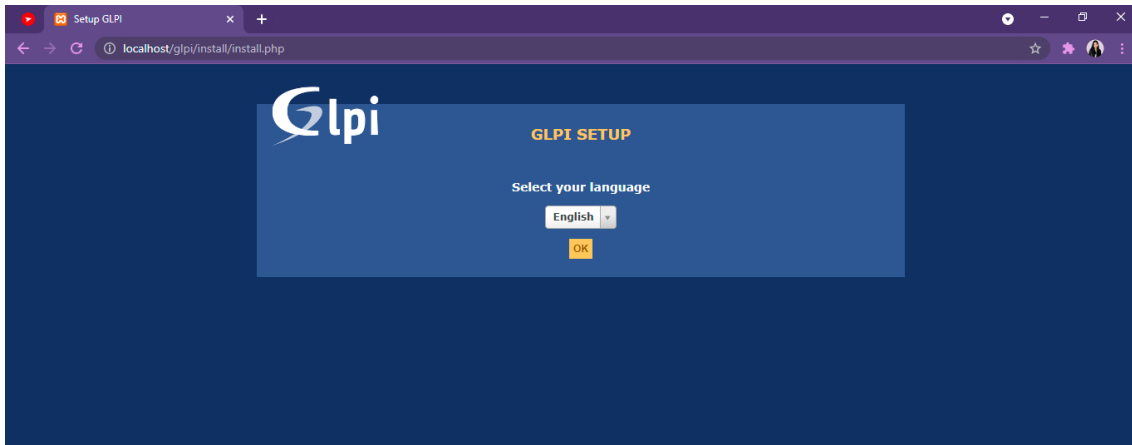 Setup GLPI
localhost/glpi/install/install.php
Glpi
GLPI SETUP
Select your language
English
OK